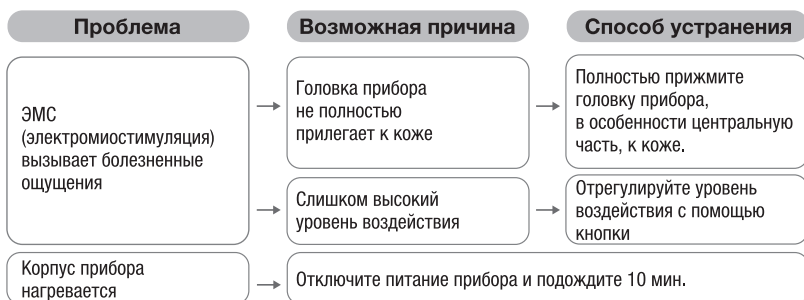 Проблема
Возможная причина
Способ устранения
ЭМС
(электромиостимуляция)
вызывает болезненные
ощущения
Головка прибора
не полностью
прилегает к коже
Полностью прижмите
головку прибора,
в особенности центральную
часть, к коже.
Слишком высокий
уровень воздействия
Отрегулируйте уровень
воздействия с помощью
кнопки
Корпус прибора
нагревается
Отключите питание прибора и подождите 10 мин.